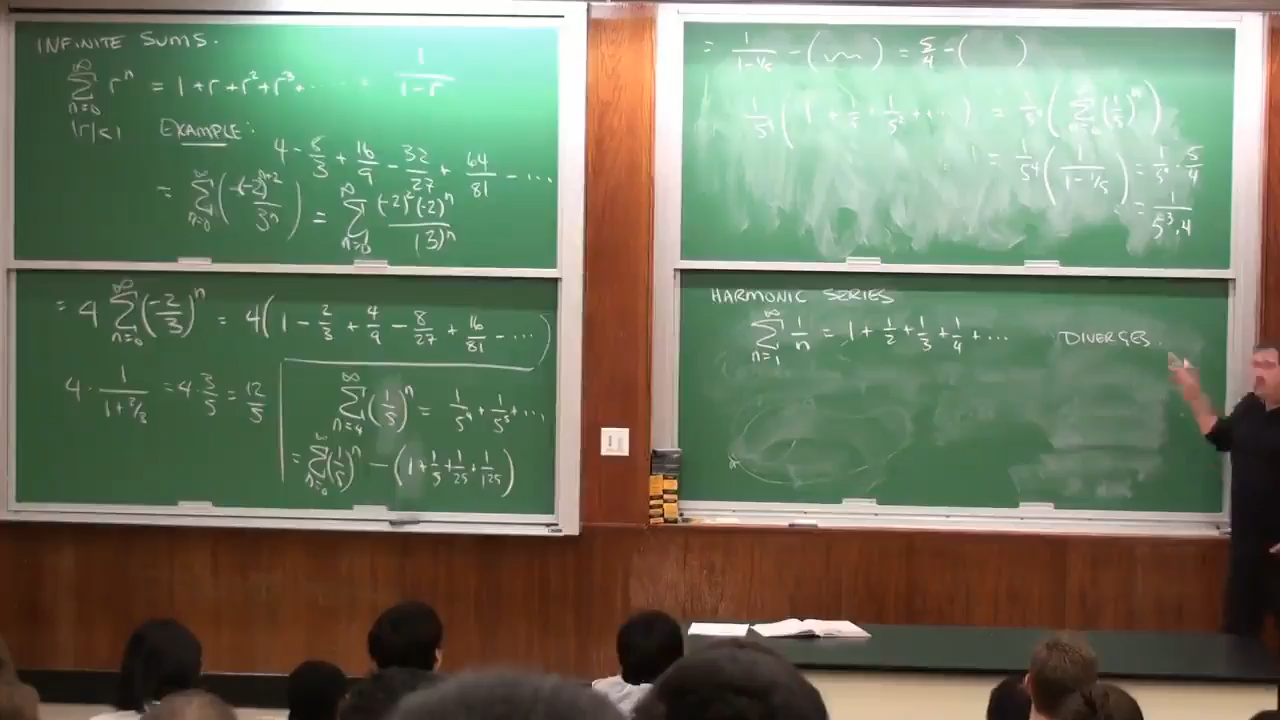 INFINITE SUMS.
∞ ∑ n=0 rⁿ = 1 + r + r² + r³ + ..... = 1/(1-r)
|r|<1 EXAMPLE:
4 - 8/3 + 16/9 - 32/27 + 64/81 - ...
= ∞ ∑ n=0 ((-2)ⁿ⁺²/3ⁿ) = ∞ ∑ n=0 (-2)²(-2)ⁿ/(3)ⁿ
= 4 ∞ ∑ n=0 (-2/3)ⁿ = 4(1 - 2/3 + 4/9 - 8/27 + 16/81 - ...)
4 · 1/(1+2/3) = 4 · 3/5 = 12/5
∞ ∑ n=4 (1/5)ⁿ = 1/5⁴ + 1/5⁵ + ...
= ∞ ∑ n=0 (1/5)ⁿ - (1 + 1/5 + 1/25 + 1/125)
= 1/(1-1/5) - ( ) = 5/4 - ( )
1/5⁴ (1 + 1/5 + 1/5² + ...) = 1/5⁴ (∑ (1/5)ⁿ)
= 1/5⁴ (1/(1-1/5)) = 1/5⁴ · 5/4
= 1/(5³·4)
HARMONIC SERIES
∞ ∑ n=1 1/n = 1 + 1/2 + 1/3 + 1/4 + ... DIVERGES.